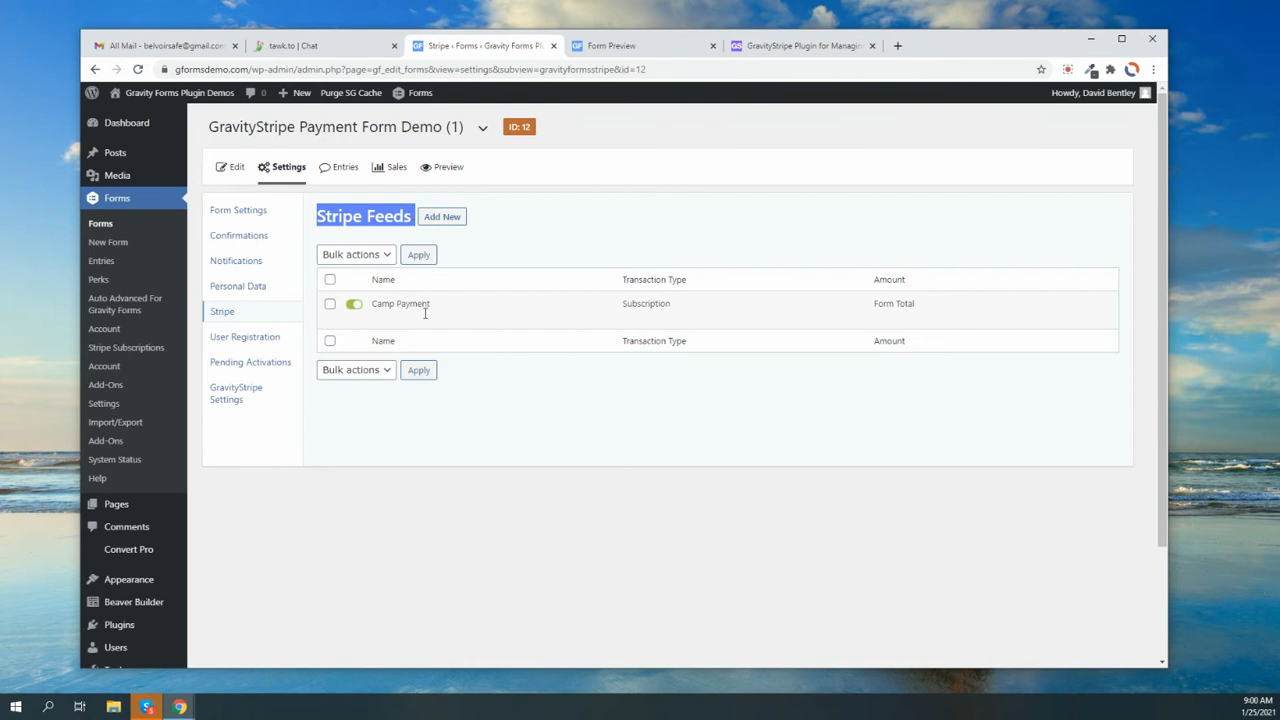 All Mail - belvoirsafe@gmail.com
tawk.to | Chat
Stripe ‹ Forms ‹ Gravity Forms Pl
Form Preview
GravityStripe Plugin for Managin
gformsdemo.com/wp-admin/admin.php?page=gf_edit_forms&view=settings&subview=gravityformsstripe&id=12
Gravity Forms Plugin Demos
0
New
Purge SG Cache
Forms
Howdy, David Bentley
Dashboard
Posts
Media
Forms
Forms
New Form
Entries
Perks
Auto Advanced For
Gravity Forms
Account
Stripe Subscriptions
Account
Add-Ons
Settings
Import/Export
Add-Ons
System Status
Help
Pages
Comments
Convert Pro
Appearance
Beaver Builder
Plugins
Users
GravityStripe Payment Form Demo (1)
ID: 12
Edit
Settings
Entries
Sales
Preview
Form Settings
Confirmations
Notifications
Personal Data
Stripe
User Registration
Pending Activations
GravityStripe
Settings
Stripe Feeds
Add New
Bulk actions
Apply
Name
Transaction Type
Amount
Camp Payment
Subscription
Form Total
Name
Transaction Type
Amount
Bulk actions
Apply
9:00 AM
1/25/2021